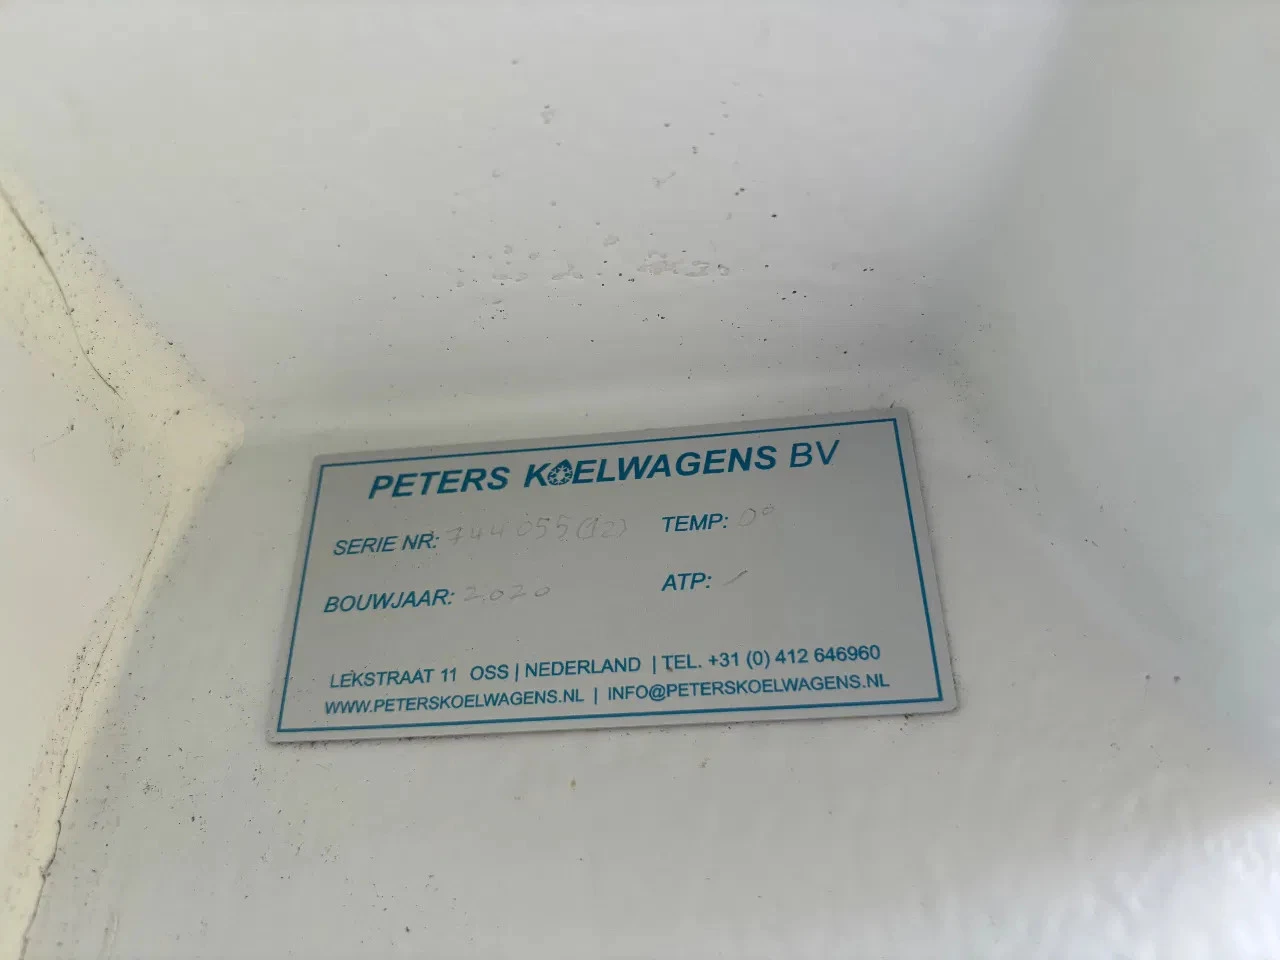 PETERS KOELWAGENS BV
SERIE NR: 744055(12) TEMP: 0°
BOUWJAAR: 2020 ATP: /
LEKSTRAAT 11 OSS | NEDERLAND | TEL. +31 (0) 412 646960
WWW.PETERSKOELWAGENS.NL | INFO@PETERSKOELWAGENS.NL